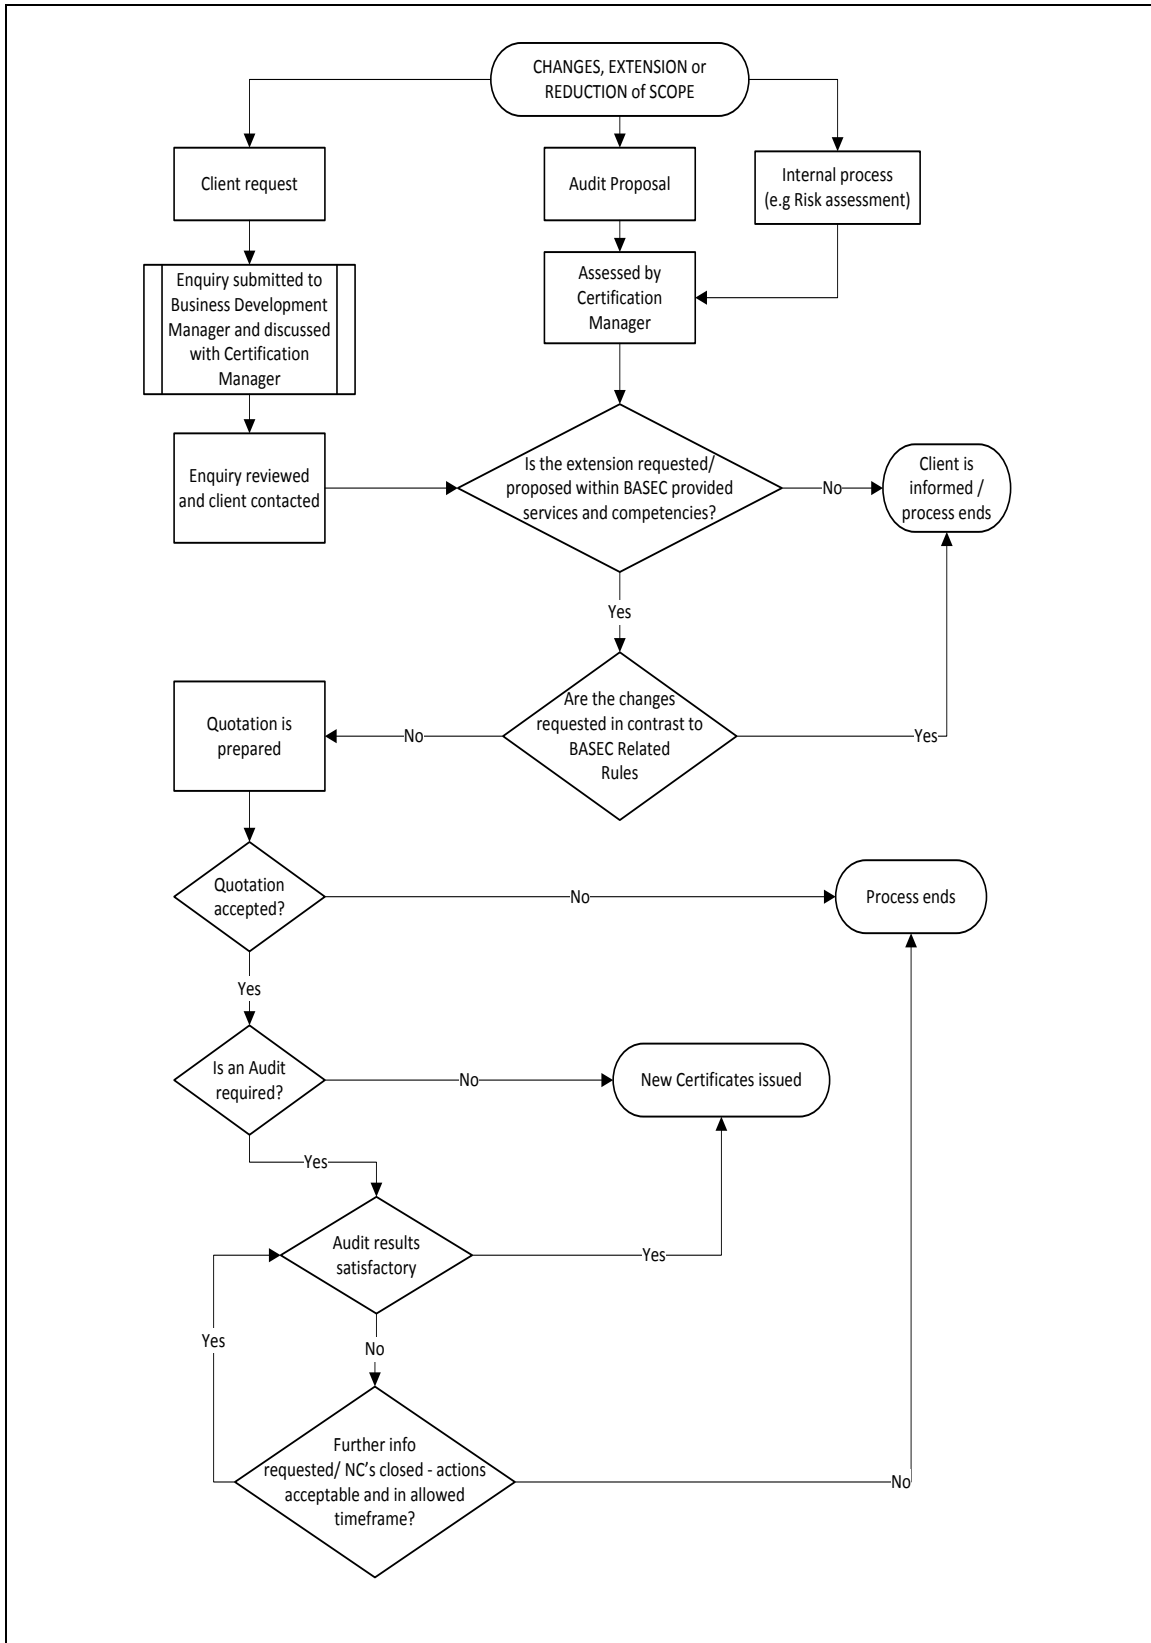 CHANGES, EXTENSION or
REDUCTION of SCOPE
Client request
Audit Proposal
Internal process
(e.g Risk assessment)
Enquiry submitted to
Business Development
Manager and discussed
with Certification
Manager
Assessed by
Certification
Manager
Enquiry reviewed
and client contacted
Is the extension requested/
proposed within BASEC provided
services and competencies?
No
Client is
informed /
process ends
Yes
Are the changes
requested in contrast to
BASEC Related
Rules
No
Yes
Quotation is
prepared
Quotation
accepted?
No
Process ends
Yes
Is an Audit
required?
No
New Certificates issued
Yes
Audit results
satisfactory
Yes
Yes
No
Further info
requested/ NC's closed - actions
acceptable and in allowed
timeframe?
No